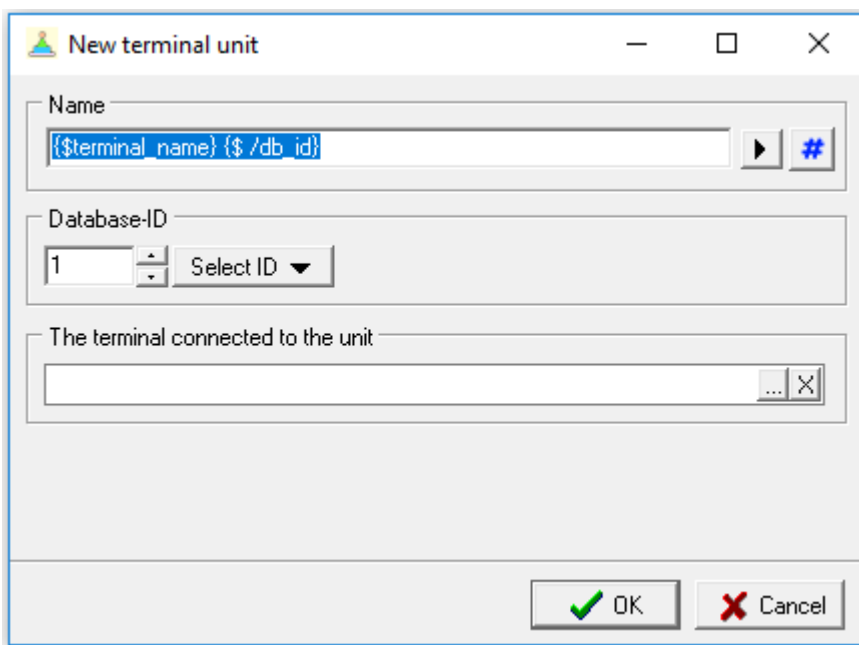 New terminal unit
Name
{$terminal_name} {$ /db_id}
#
Database-ID
1
Select ID
The terminal connected to the unit
...
OK
Cancel